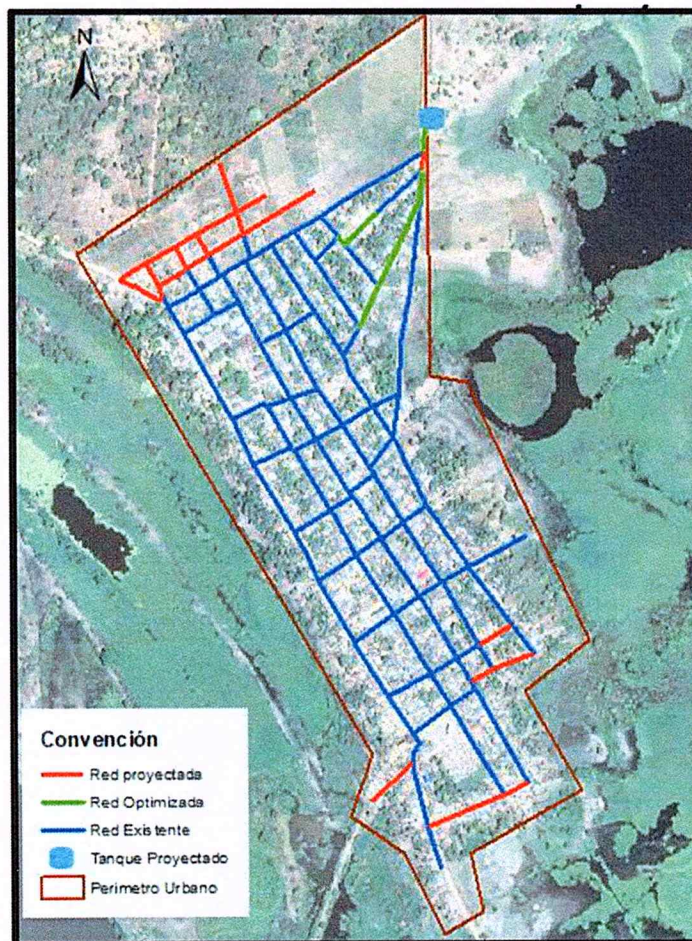 N
Convención
Red proyectada
Red Optimizada
Red Existente
Tanque Proyectado
Perimetro Urbano